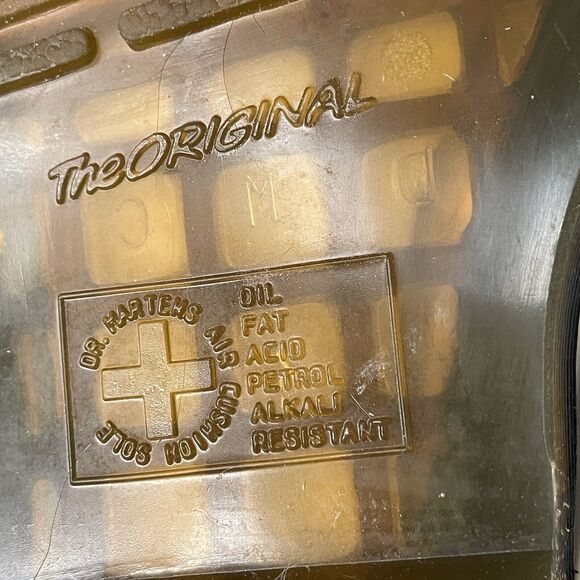 The ORIGINAL
C M D
DR. MARTENS AIR CUSHION SOLE
OIL
FAT
ACID
PETROL
ALKALI
RESISTANT